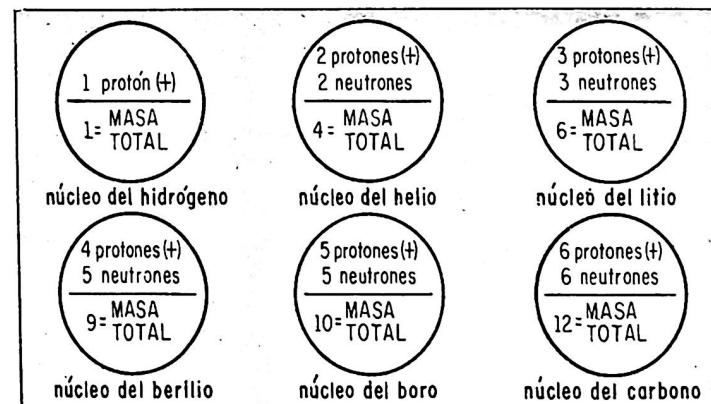 1 protón (+)
1= MASA TOTAL
núcleo del hidrógeno
2 protones (+)
2 neutrones
4= MASA TOTAL
núcleo del helio
3 protones (+)
3 neutrones
6= MASA TOTAL
núcleo del litio
4 protones (+)
5 neutrones
9= MASA TOTAL
núcleo del berilio
5 protones (+)
5 neutrones
10= MASA TOTAL
núcleo del boro
6 protones (+)
6 neutrones
12= MASA TOTAL
núcleo del carbono